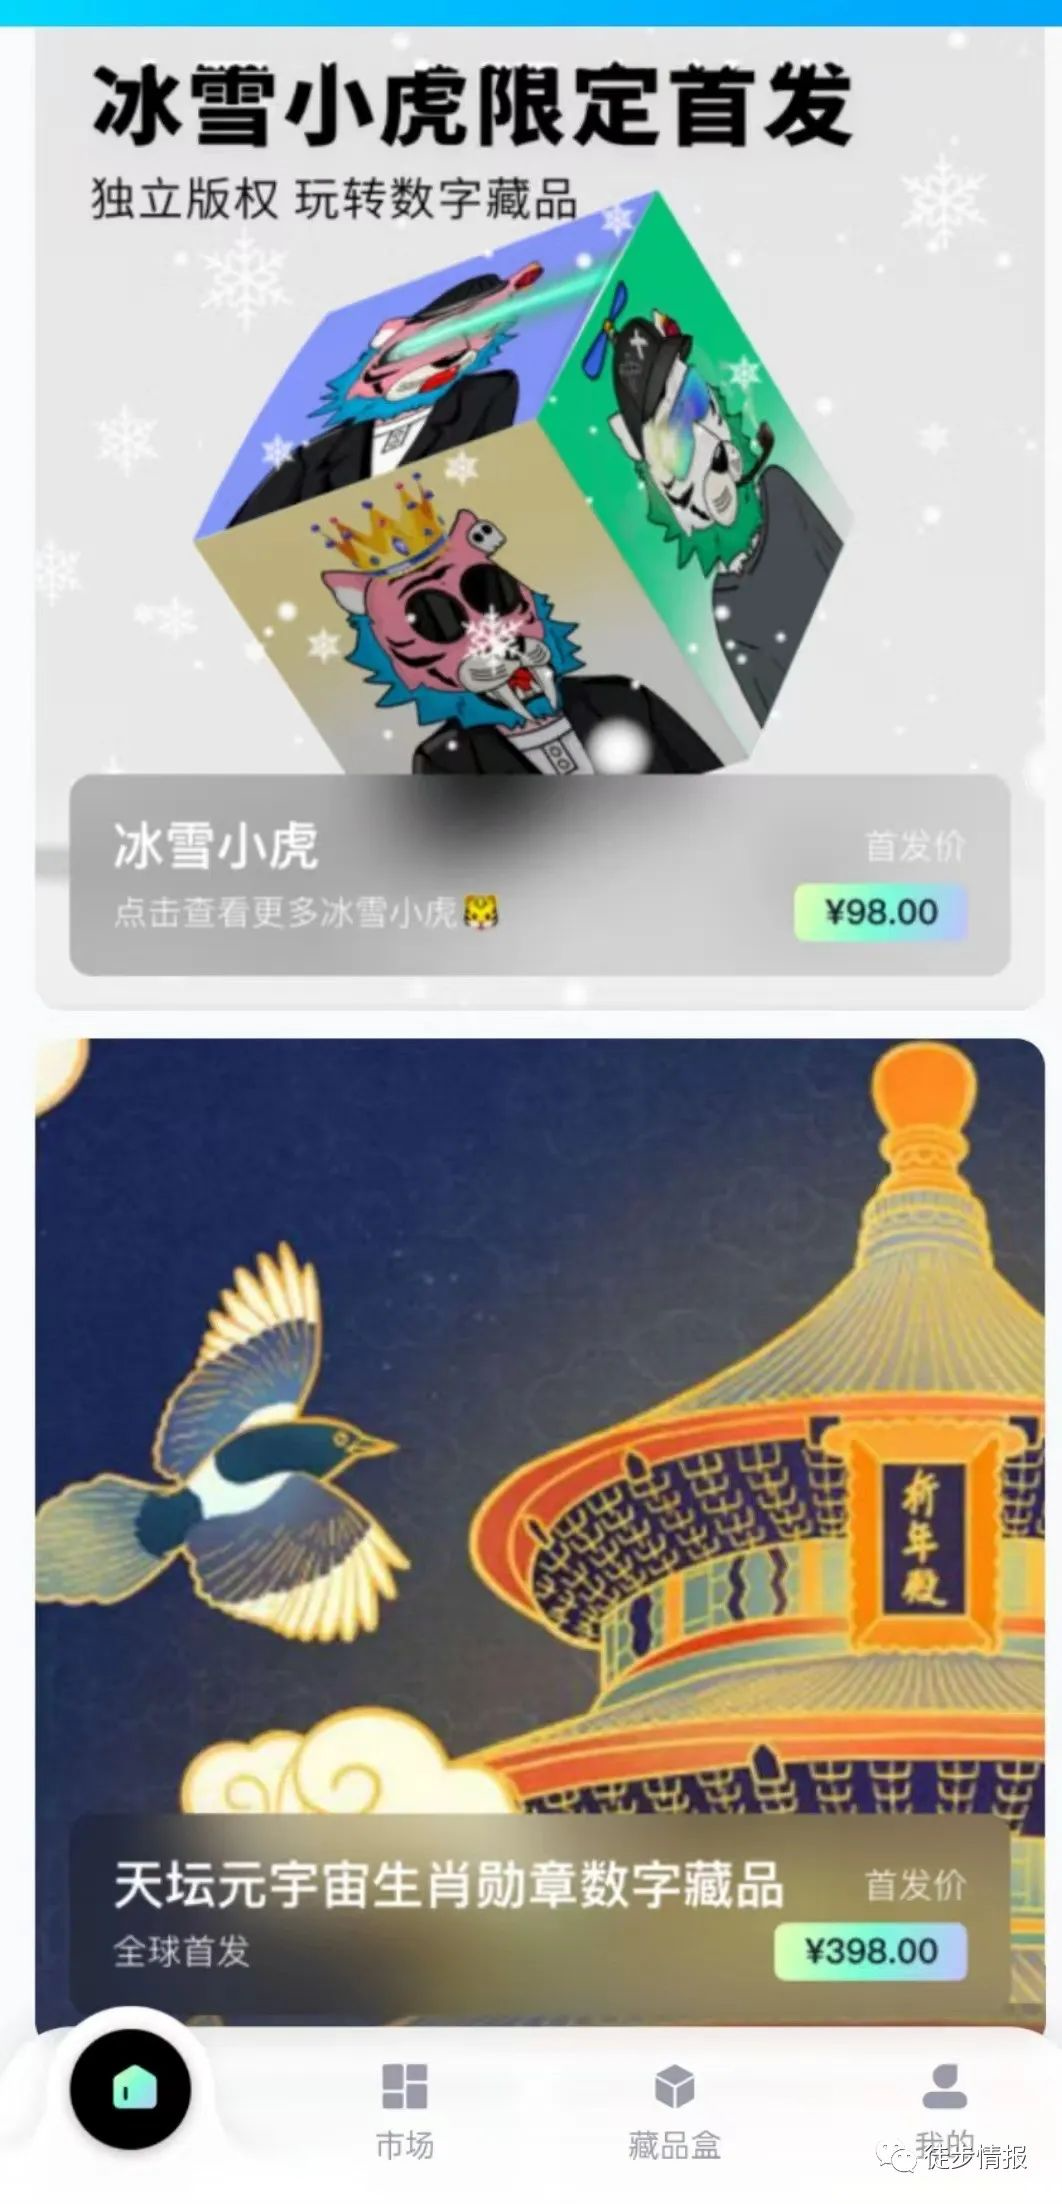 冰雪小虎限定首发
独立版权 玩转数字藏品
冰雪小虎
首发价
点击查看更多冰雪小虎🐯
¥98.00
祈年殿
天坛元宇宙生肖勋章数字藏品
首发价
全球首发
¥398.00
市场
藏品盒
我的
徒步情报